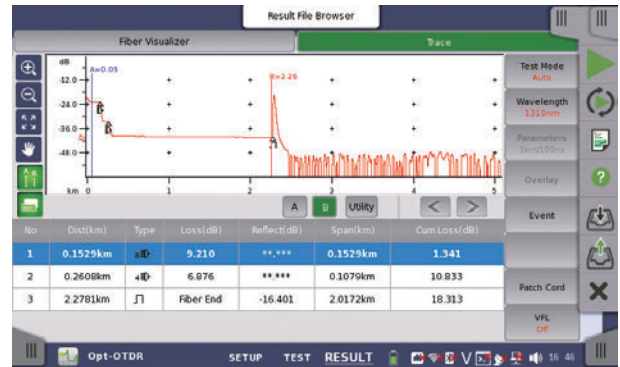 Result File Browser
Fiber Visualizer
Trace
dB
A=0.03
B=2.26
-12.0
-24.0
-36.0
-48.0
km 0 1 2 3 4 5
A B Utility < >
Test Mode
Auto
Wavelength
1310nm
Parameters
5km/100ns
Overlay
Event
Patch Cord
VFL
Off
No Dist(km) Type Loss(dB) Reflect(dB) Span(km) Cum.Loss(dB)
1 0.1529km 9.210 **.*** 0.1529km 1.341
2 0.2608km 6.876 **.*** 0.1079km 10.833
3 2.2781km Fiber End -16.401 2.0172km 18.313
Opt-OTDR SETUP TEST RESULT 16 46